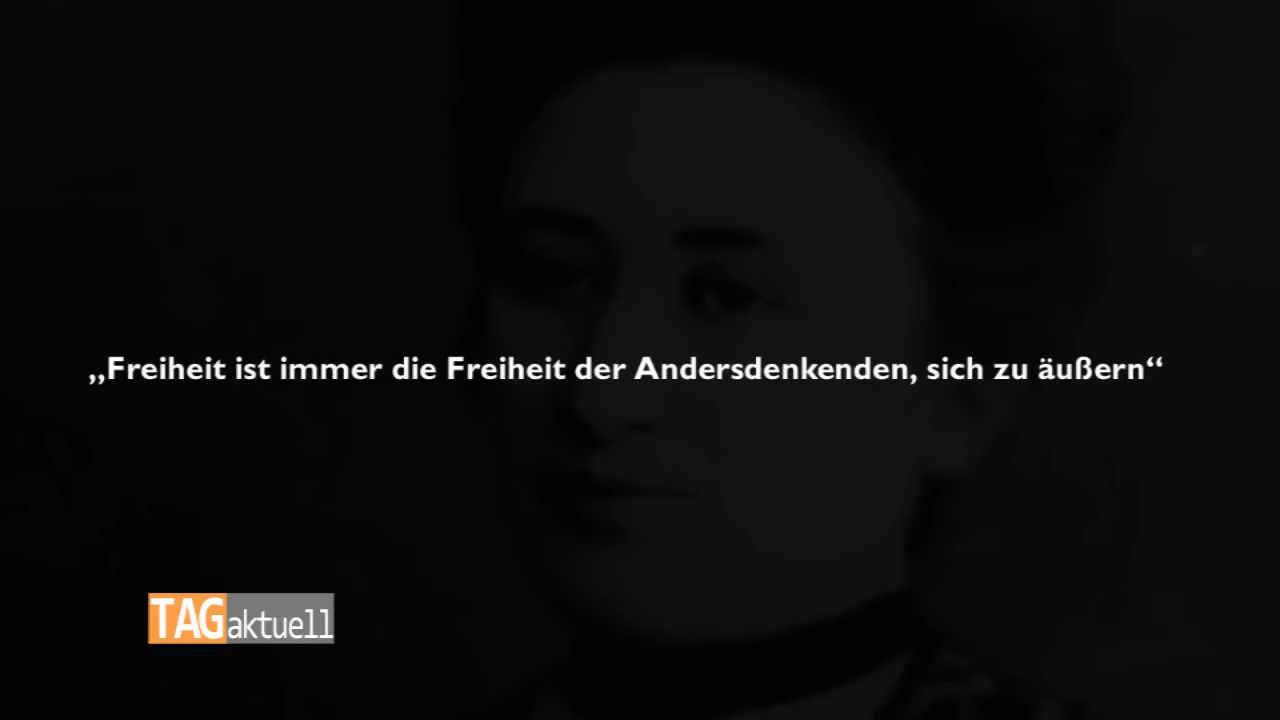 „Freiheit ist immer die Freiheit der Andersdenkenden, sich zu äußern“
TAGaktuell